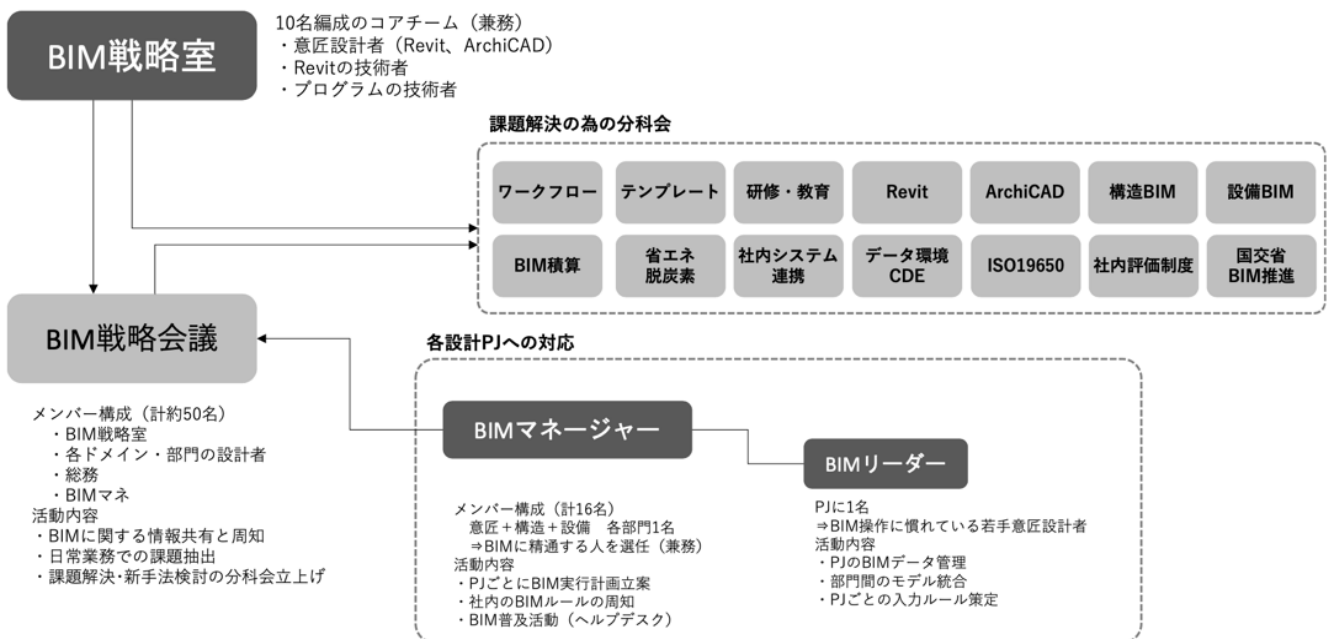 BIM戦略室
10名編成のコアチーム（兼務）
・意匠設計者（Revit、ArchiCAD）
・Revitの技術者
・プログラムの技術者
課題解決の為の分科会
ワークフロー
テンプレート
研修・教育
Revit
ArchiCAD
構造BIM
設備BIM
BIM積算
省エネ
脱炭素
社内システム
連携
データ環境
CDE
ISO19650
社内評価制度
国交省
BIM推進
BIM戦略会議
メンバー構成（計約50名）
・BIM戦略室
・各ドメイン・部門の設計者
・総務
・BIMマネ
活動内容
・BIMに関する情報共有と周知
・日常業務での課題抽出
・課題解決・新手法検討の分科会立上げ
各設計PJへの対応
BIMマネージャー
メンバー構成（計16名）
意匠＋構造＋設備　各部門1名
⇒BIMに精通する人を選任（兼務）
活動内容
・PJごとにBIM実行計画立案
・社内のBIMルールの周知
・BIM普及活動（ヘルプデスク）
BIMリーダー
PJに1名
⇒BIM操作に慣れている若手意匠設計者
活動内容
・PJのBIMデータ管理
・部門間のモデル統合
・PJごとの入力ルール策定